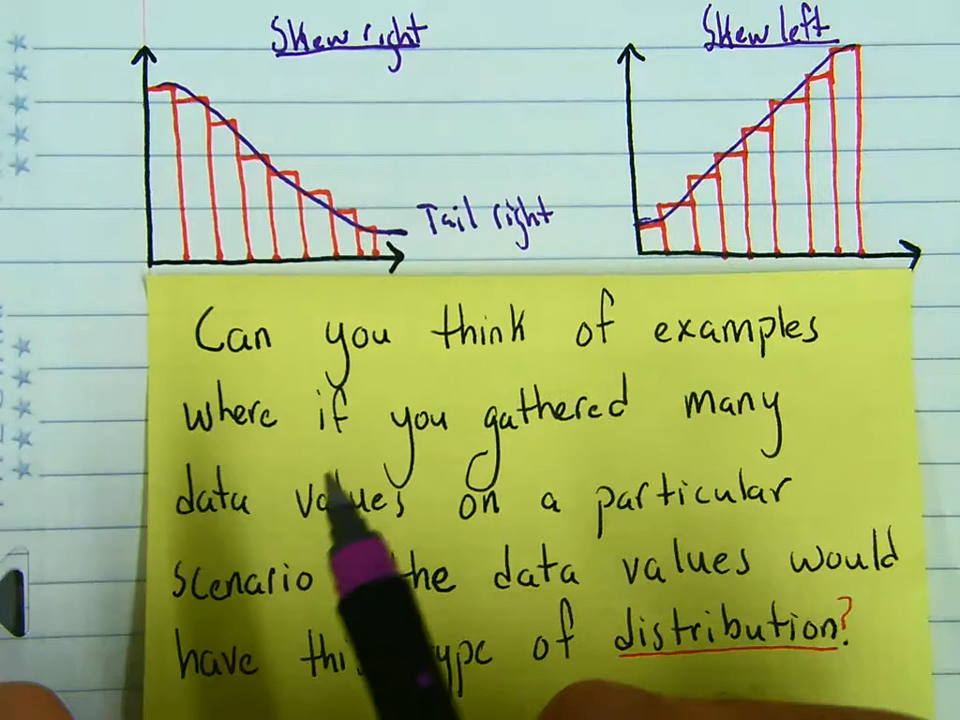 Skew right
Skew left
Tail right
Can you think of examples
where if you gathered many
data values on a particular
scenario the data values would
have this type of distribution?